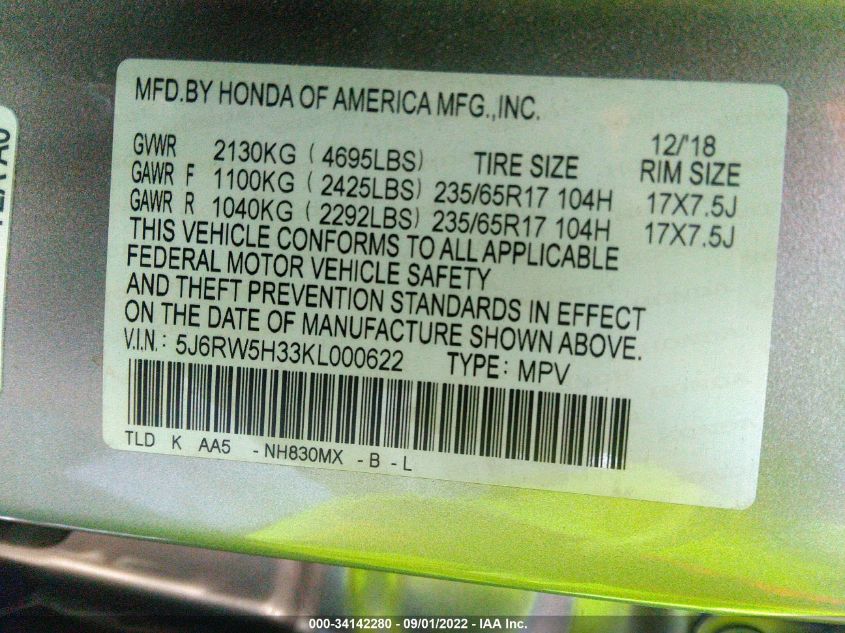 MFD.BY HONDA OF AMERICA MFG.,INC.
12/'18
GVWR 2130KG ( 4695LBS) TIRE SIZE RIM SIZE
GAWR F 1100KG ( 2425LBS) 235/65R17 104H 17X7.5J
GAWR R 1040KG ( 2292LBS) 235/65R17 104H 17X7.5J
THIS VEHICLE CONFORMS TO ALL APPLICABLE
FEDERAL MOTOR VEHICLE SAFETY
AND THEFT PREVENTION STANDARDS IN EFFECT
ON THE DATE OF MANUFACTURE SHOWN ABOVE.
V.I.N.: 5J6RW5H33KL000622 TYPE: MPV
TLD K AA5 - NH830MX - B - L
000-34142280 - 09/01/2022 - IAA Inc.